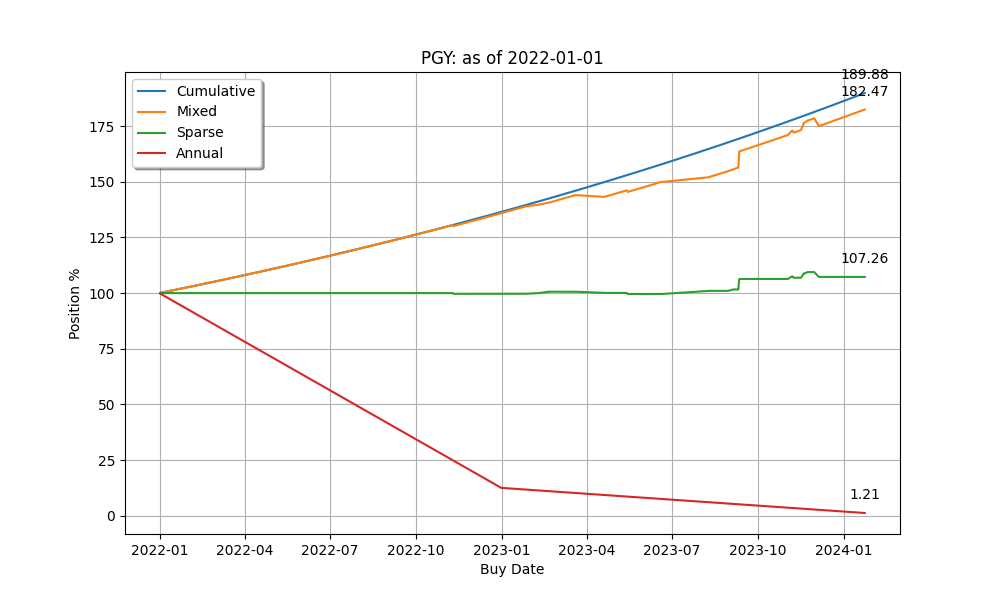 PGY: as of 2022-01-01
Cumulative
Mixed
Sparse
Annual
189.88
182.47
107.26
1.21
Position %
175
150
125
100
75
50
25
0
2022-01 2022-04 2022-07 2022-10 2023-01 2023-04 2023-07 2023-10 2024-01
Buy Date